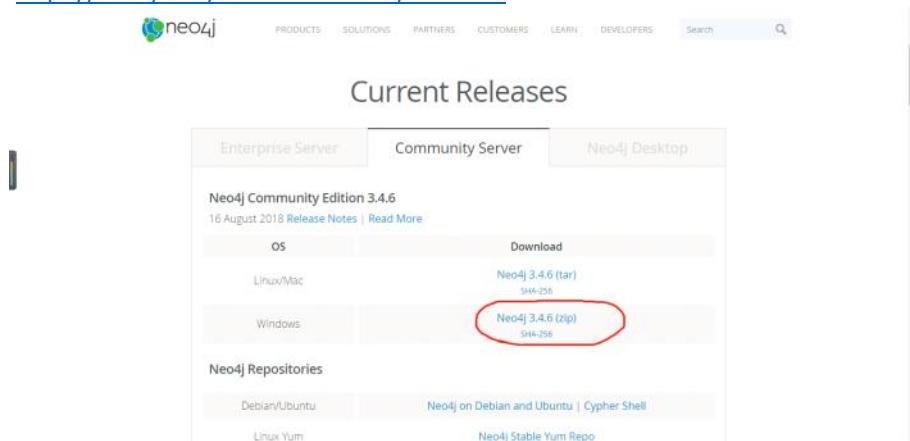 neo4j PRODUCTS SOLUTIONS PARTNERS CUSTOMERS LEARN DEVELOPERS Search
Current Releases
Enterprise Server Community Server Neo4j Desktop
Neo4j Community Edition 3.4.6
16 August 2018 Release Notes | Read More
OS Download
Linux/Mac Neo4j 3.4.6 (tar)
SHA-256
Windows Neo4j 3.4.6 (zip)
SHA-256
Neo4j Repositories
Debian/Ubuntu Neo4j on Debian and Ubuntu | Cypher Shell
Linux Yum Neo4j Stable Yum Repo